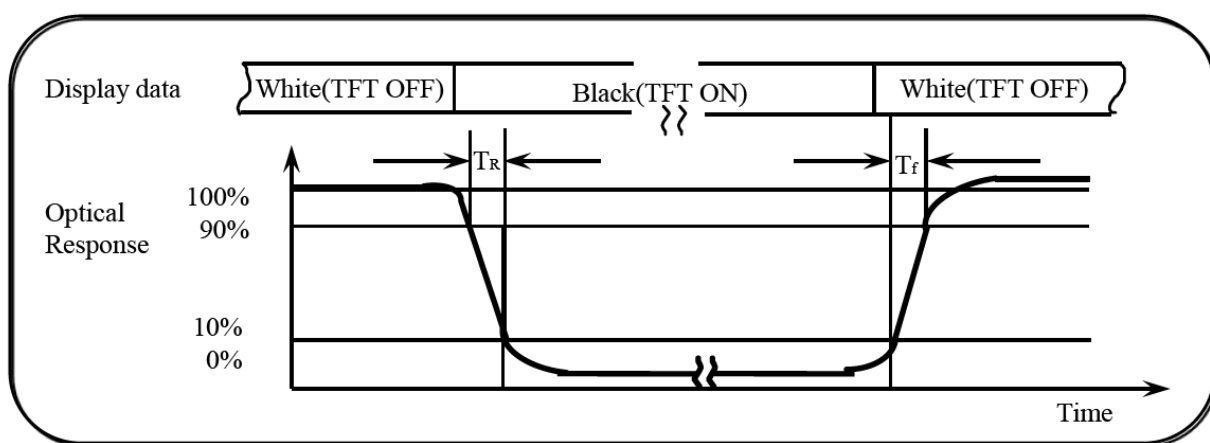 Display data
White(TFT OFF)
Black(TFT ON)
White(TFT OFF)
TR
Tf
Optical
Response
100%
90%
10%
0%
Time